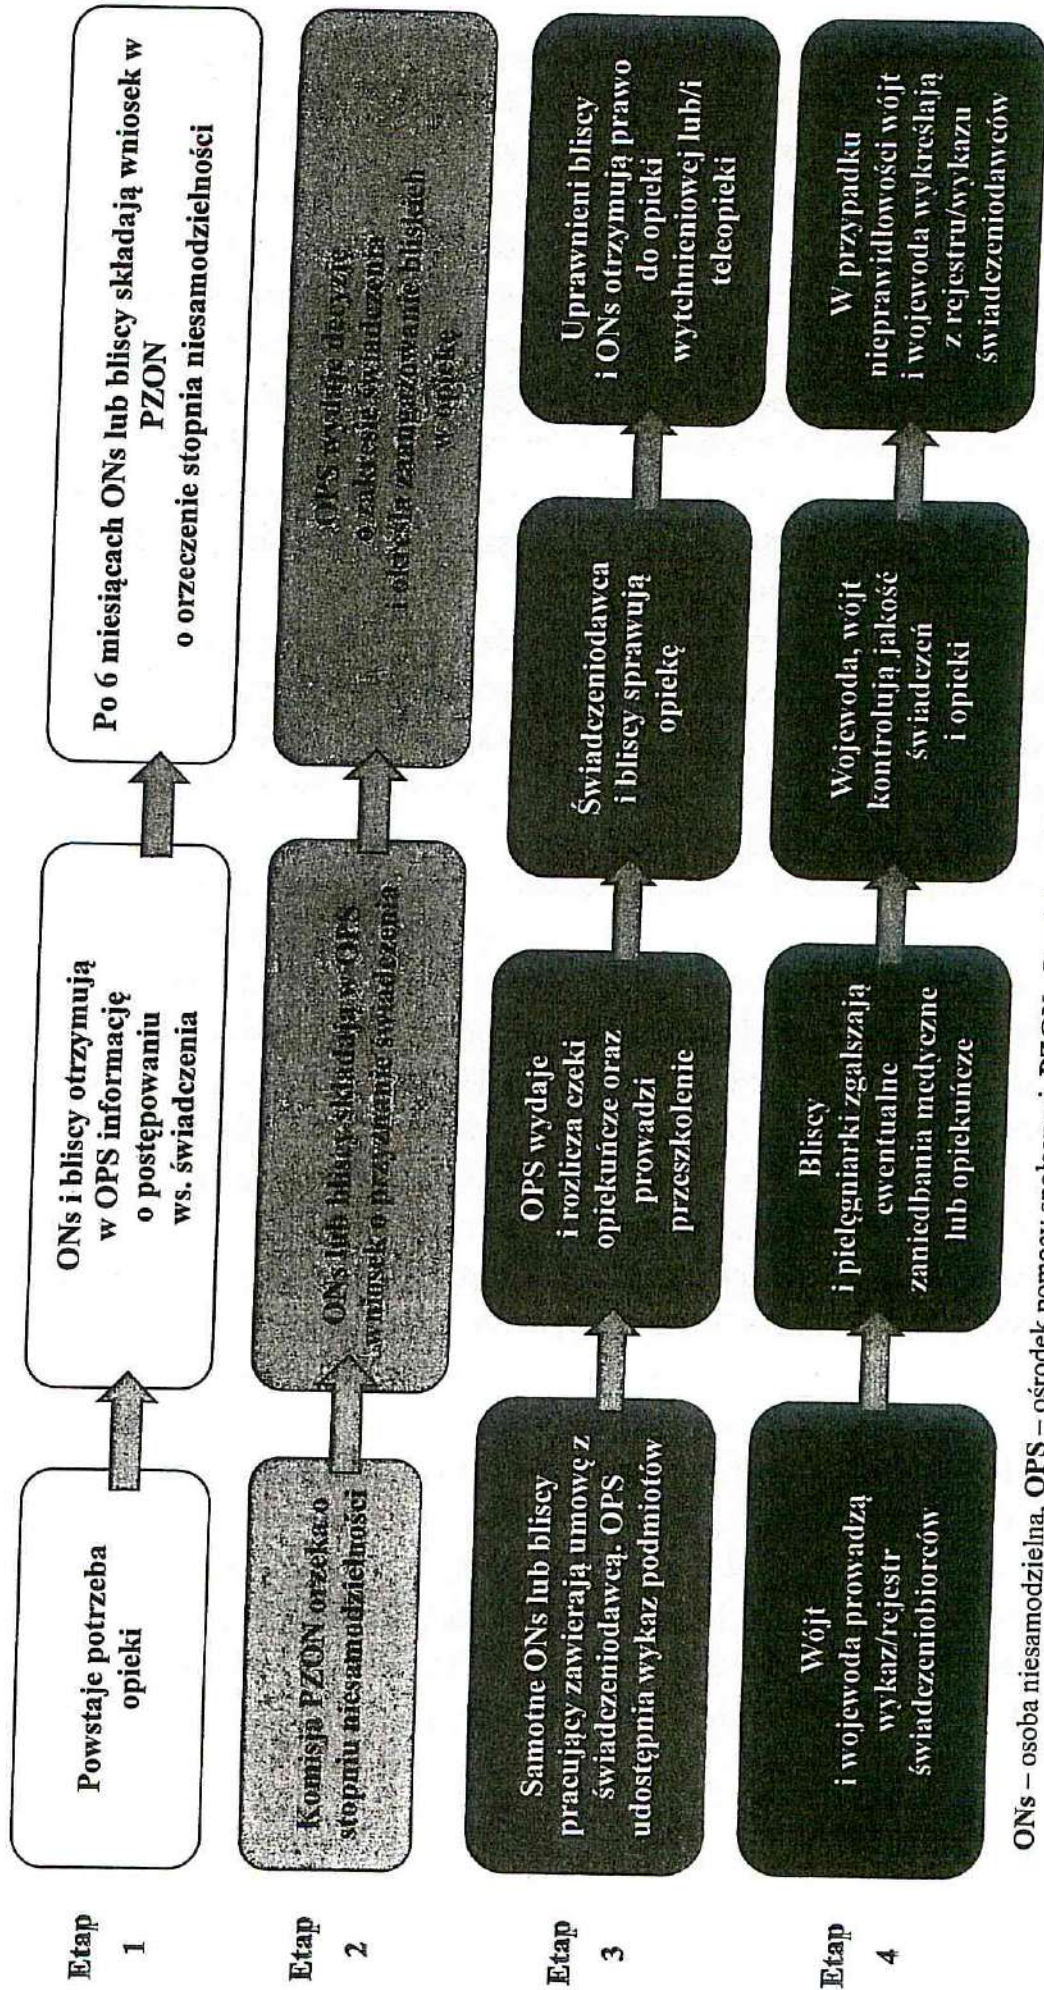 Etap
1
Powstaje potrzeba
opieki
ONs i bliscy otrzymują
w OPS informację
o postępowaniu
ws. świadczenia
Po 6 miesiącach ONs lub bliscy składają wniosek w
PZON
o orzeczenie stopnia niesamodzielności
Etap
2
Komisja PZON orzeka o
stopniu niesamodzielności
ONs lub bliscy składają w OPS
wniosek o przyznanie świadczenia
OPS wydaje decyzję
o zakresie świadczenia
i określa zaangażowanie bliskich
w opiekę
Etap
3
Samotne ONs lub bliscy
pracujący zawierają umowę z
świadczeniodawcą. OPS
udostępnia wykaz podmiotów
OPS wydaje
i rozlicza czeki
opiekuńcze oraz
prowadzi
przeszkolenie
Świadczeniodawca
i bliscy sprawują
opiekę
Uprawnieni bliscy
i ONs otrzymują prawo
do opieki
wytchnieniowej lub/i
teleopieki
Etap
4
Wójt
i wojewoda prowadzą
wykaz/rejestr
świadczeniobiorców
Bliscy
i pielęgniarki zgałszają
ewentualne
zaniedbania medyczne
lub opiekuńcze
Wojewoda, wójt
kontrolują jakość
świadczeń
i opieki
W przypadku
nieprawidłowości wójt
i wojewoda wykreślają
z rejestru/wykazu
świadczeniodawców
ONs – osoba niesamodzielna, OPS – ośrodek pomocy społecznej, PZON